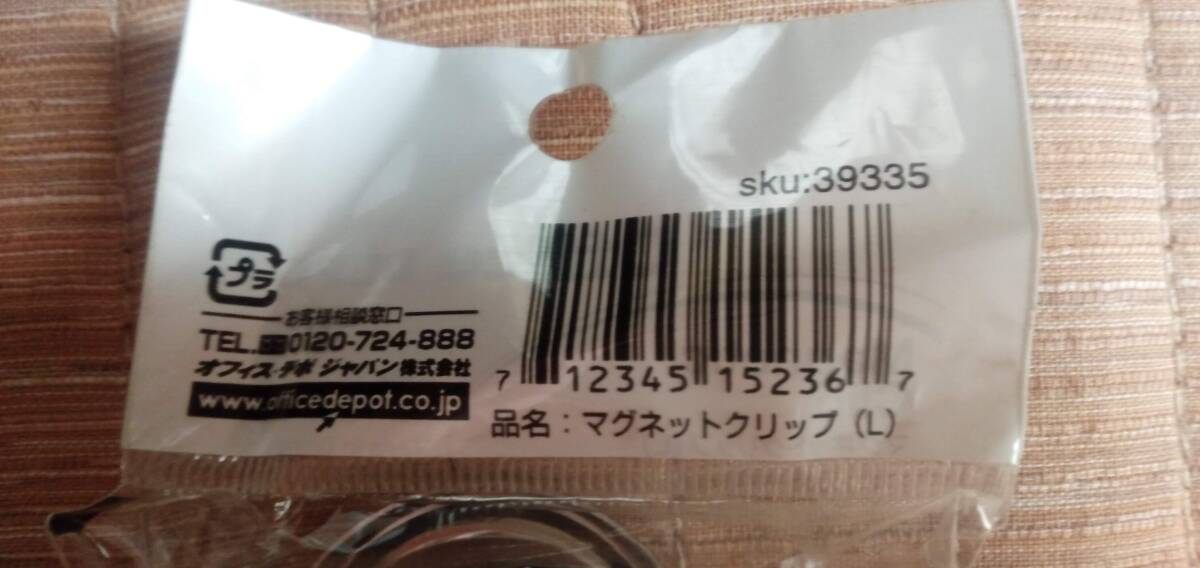 sku:39335
プラ
お客様相談窓口
TEL. 0120-724-888
オフィス・デポ ジャパン株式会社
www.officedepot.co.jp
7 12345 15236 7
品名：マグネットクリップ（L）